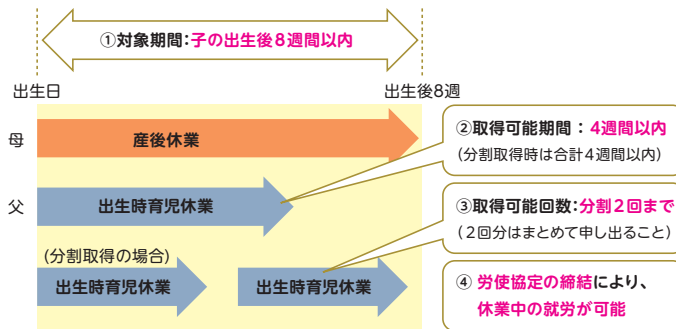 ①対象期間:子の出生後8週間以内
出生日
出生後8週
母
産後休業
②取得可能期間：4週間以内
(分割取得時は合計4週間以内)
父
出生時育児休業
③取得可能回数:分割2回まで
(2回分はまとめて申し出ること)
(分割取得の場合)
出生時育児休業
出生時育児休業
④ 労使協定の締結により、
休業中の就労が可能